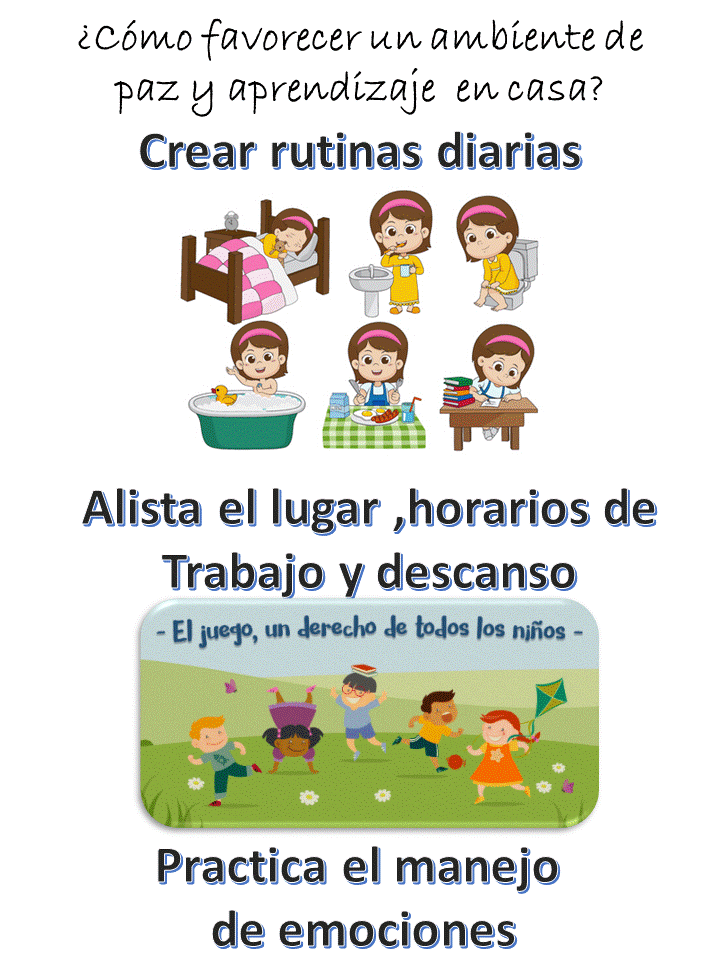 ¿Cómo favorecer un ambiente de
paz y aprendizaje en casa?
Crear rutinas diarias
Alista el lugar ,horarios de
Trabajo y descanso
- El juego, un derecho de todos los niños -
Practica el manejo
de emociones